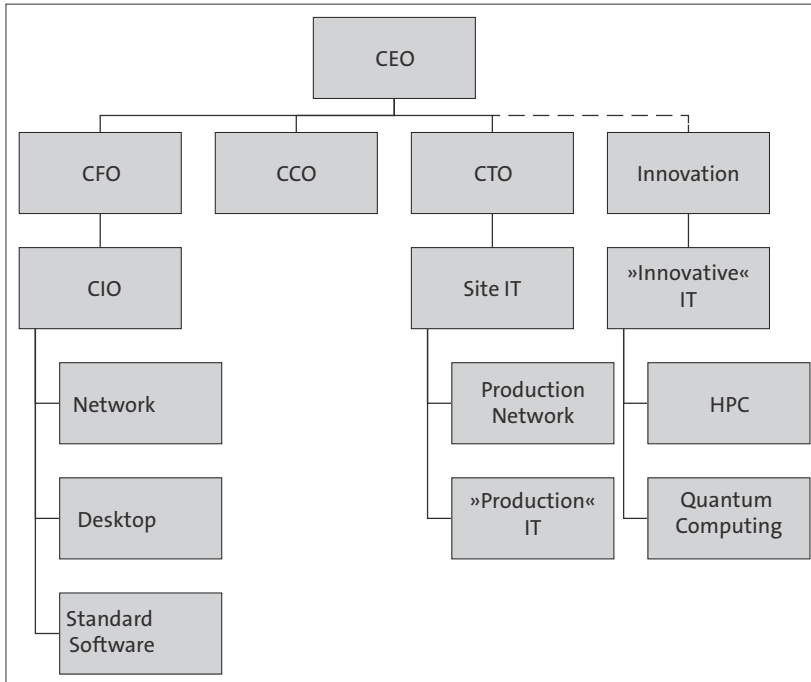 CEO
CFO
CCO
CTO
Innovation
CIO
Site IT
»Innovative«
IT
Network
Production
Network
HPC
Desktop
»Production«
IT
Quantum
Computing
Standard
Software